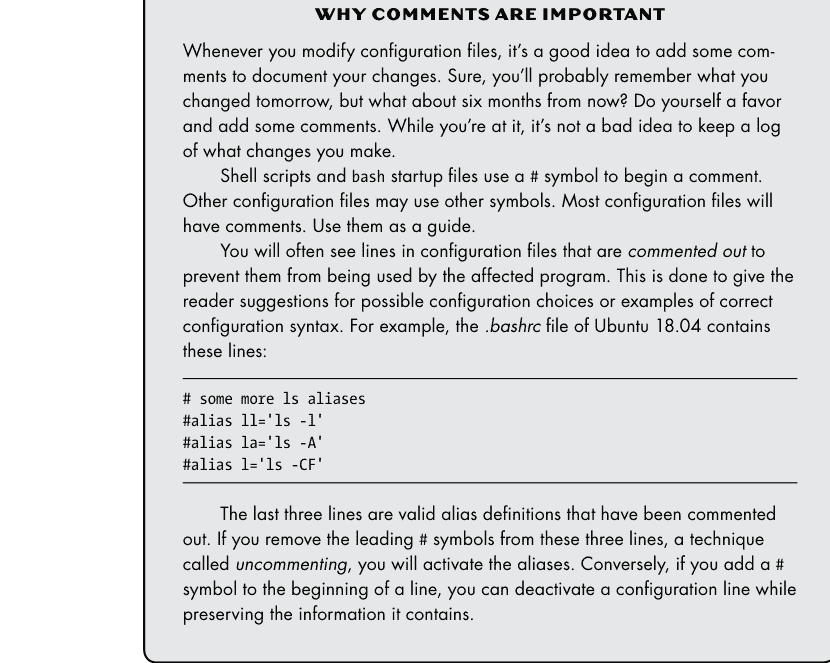 WHY COMMENTS ARE IMPORTANT
Whenever you modify configuration files, it’s a good idea to add some com-
ments to document your changes. Sure, you’ll probably remember what you
changed tomorrow, but what about six months from now? Do yourself a favor
and add some comments. While you’re at it, it’s not a bad idea to keep a log
of what changes you make.
Shell scripts and bash startup files use a # symbol to begin a comment.
Other configuration files may use other symbols. Most configuration files will
have comments. Use them as a guide.
You will often see lines in configuration files that are commented out to
prevent them from being used by the affected program. This is done to give the
reader suggestions for possible configuration choices or examples of correct
configuration syntax. For example, the .bashrc file of Ubuntu 18.04 contains
these lines:
# some more ls aliases
#alias ll='ls -l'
#alias la='ls -A'
#alias l='ls -CF'
The last three lines are valid alias definitions that have been commented
out. If you remove the leading # symbols from these three lines, a technique
called uncommenting, you will activate the aliases. Conversely, if you add a #
symbol to the beginning of a line, you can deactivate a configuration line while
preserving the information it contains.